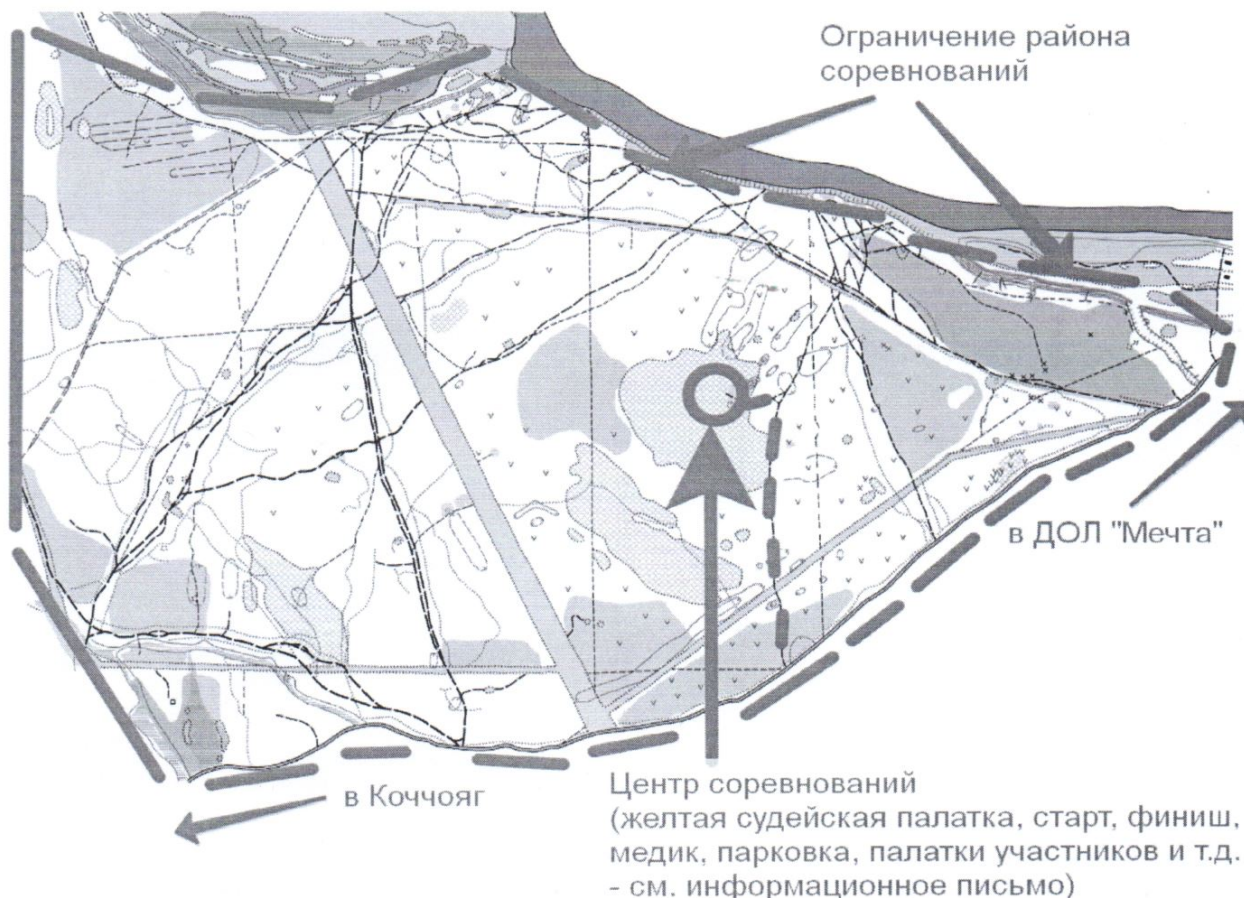 Ограничение района
соревнований
в ДОЛ "Мечта"
в Коччояг
Центр соревнований
(желтая судейская палатка, старт, финиш,
медик, парковка, палатки участников и т.д.
- см. информационное письмо)